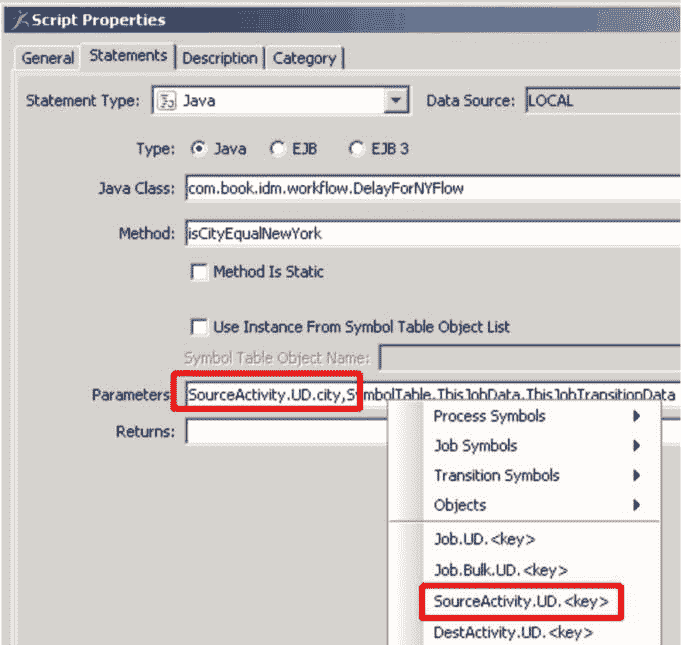 Script Properties
General Statements Description Category
Statement Type: Java Data Source: LOCAL
Type: Java EJB EJB 3
Java Class: com.book.idm.workflow.DelayForNYFlow
Method: isCityEqualNewYork
Method Is Static
Use Instance From Symbol Table Object List
Symbol Table Object Name:
Parameters SourceActivity.UD.city,SymbolTable,ThisJobData,ThisJobTransitionData
Returns:
Process Symbols
Job Symbols
Transition Symbols
Objects
Job.UD.<key>
Job.Bulk.UD.<key>
SourceActivity.UD.<key>
DestActivity.UD.<key>